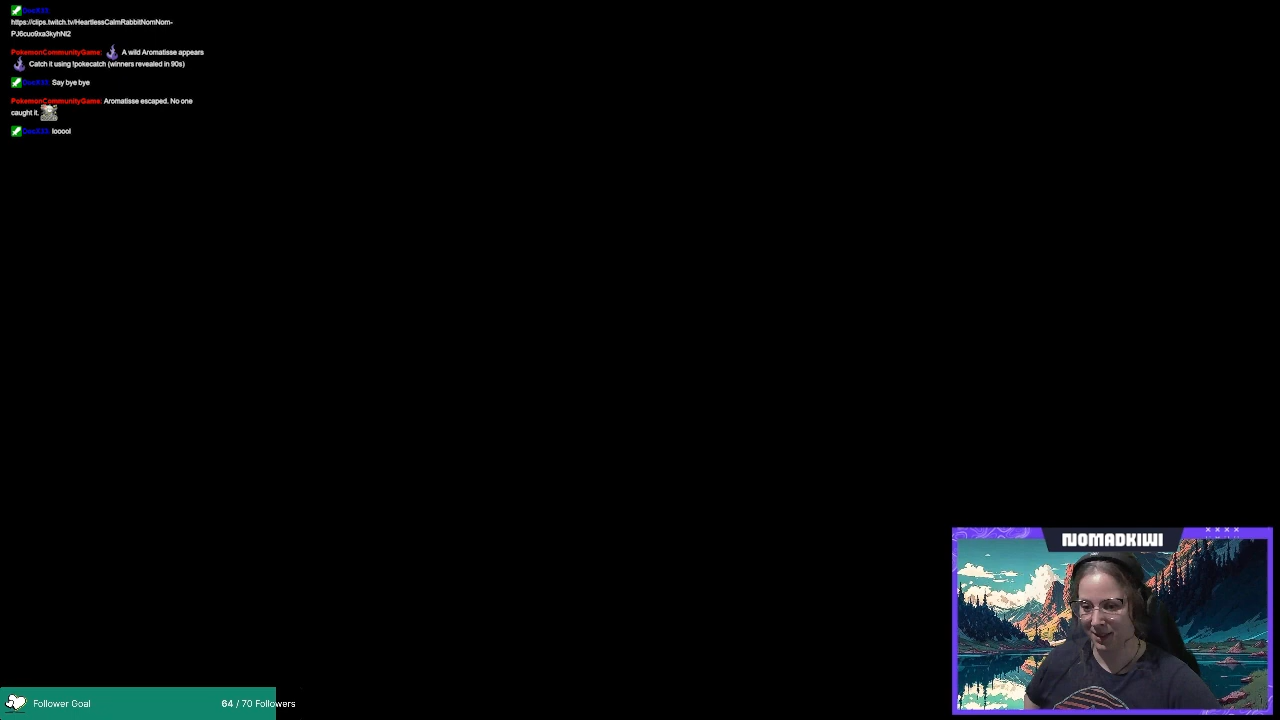 https://clips.twitch.tv/HeartlessCalmRabbitNomNom-
PJ6cuo9xa3kyhNl2
PokemonCommunityGame: A wild Aromatisse appears
Catch it using !pokecatch (winners revealed in 90s)
Say bye bye
PokemonCommunityGame: Aromatisse escaped. No one
caught it.
looool
NOMADKIWI
Follower Goal 64 / 70 Followers